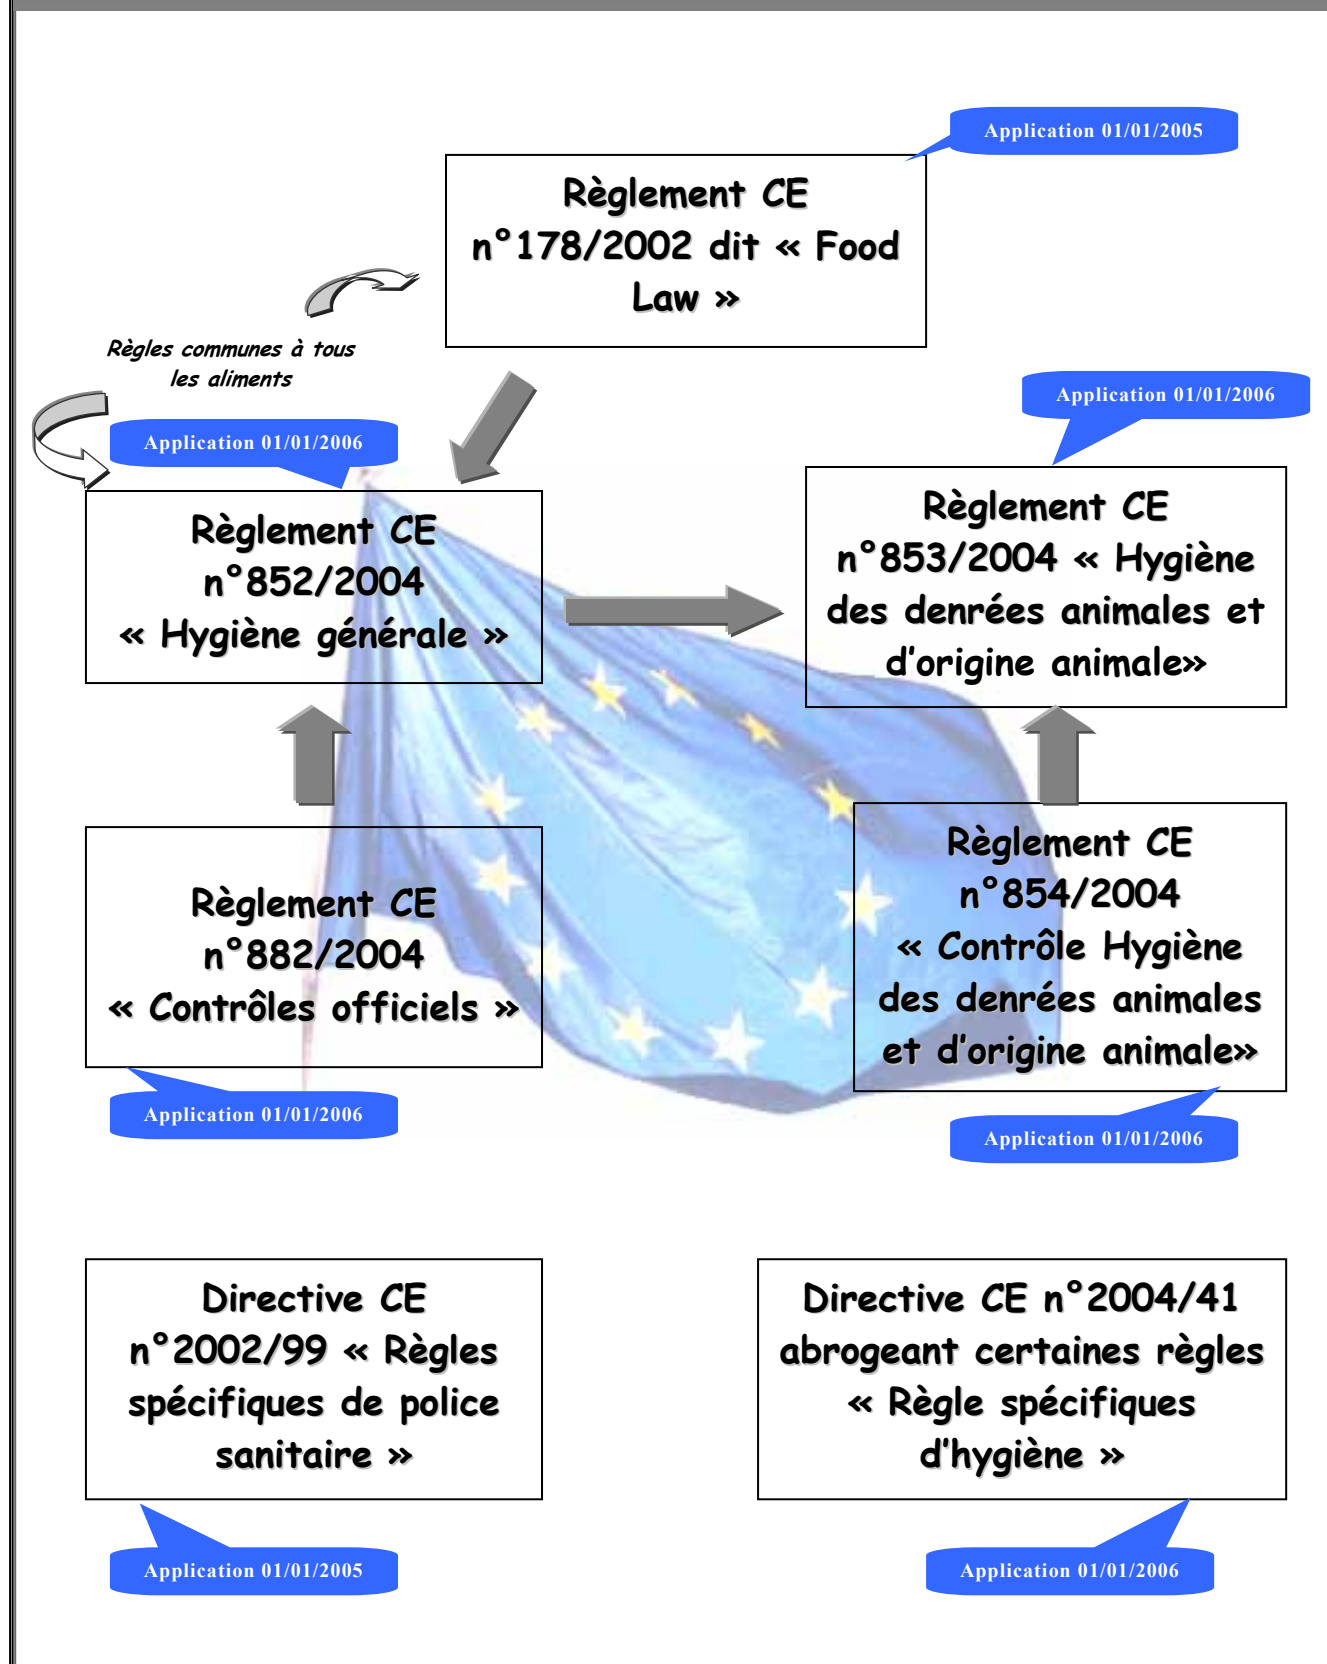 Application 01/01/2005
Règlement CE
n°178/2002 dit « Food
Law »
Règles communes à tous
les aliments
Application 01/01/2006
Application 01/01/2006
Règlement CE
n°852/2004
« Hygiène générale »
Règlement CE
n°853/2004 « Hygiène
des denrées animales et
d'origine animale»
Règlement CE
n°882/2004
« Contrôles officiels »
Règlement CE
n°854/2004
« Contrôle Hygiène
des denrées animales
et d'origine animale»
Application 01/01/2006
Application 01/01/2006
Directive CE
n°2002/99 « Règles
spécifiques de police
sanitaire »
Directive CE n°2004/41
abrogeant certaines règles
« Règle spécifiques
d'hygiène »
Application 01/01/2005
Application 01/01/2006